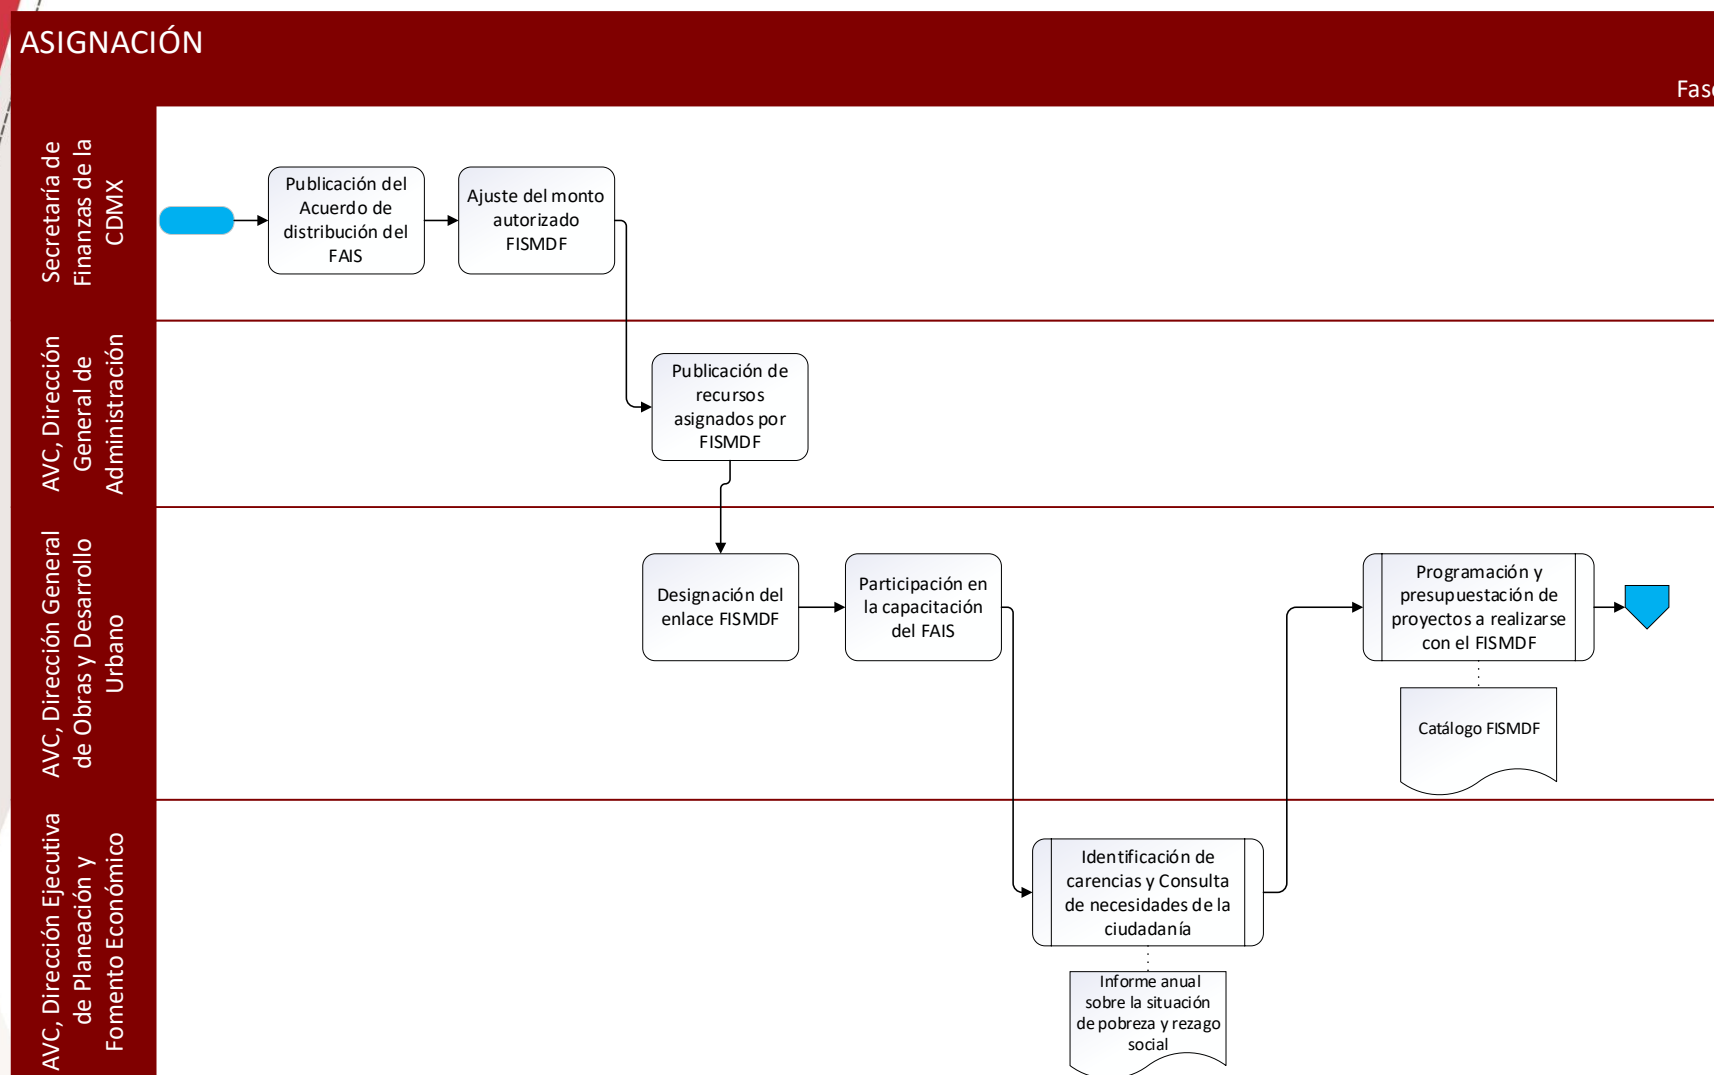 ASIGNACIÓN
Fase
Secretaría de
Finanzas de la
CDMX
Publicación del
Acuerdo de
distribución del
FAIS
Ajuste del monto
autorizado
FISMDF
AVC, Dirección
General de
Administración
Publicación de
recursos
asignados por
FISMDF
AVC, Dirección General
de Obras y Desarrollo
Urbano
Designación del
enlace FISMDF
Participación en
la capacitación
del FAIS
Programación y
presupuestación de
proyectos a realizarse
con el FISMDF
Catálogo FISMDF
AVC, Dirección Ejecutiva
de Planeación y
Fomento Económico
Identificación de
carencias y Consulta
de necesidades de la
ciudadanía
Informe anual
sobre la situación
de pobreza y rezago
social